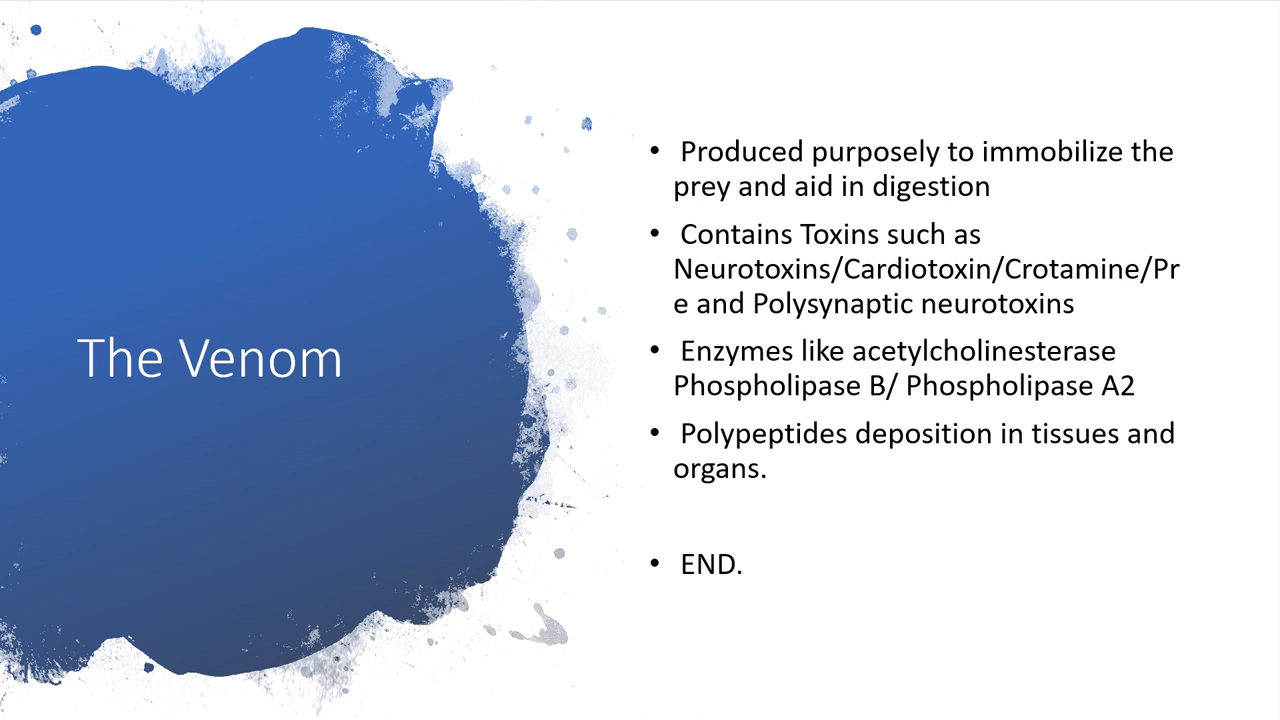 The Venom
• Produced purposely to immobilize the
prey and aid in digestion
• Contains Toxins such as
Neurotoxins/Cardiotoxin/Crotamine/Pr
e and Polysynaptic neurotoxins
• Enzymes like acetylcholinesterase
Phospholipase B/ Phospholipase A2
• Polypeptides deposition in tissues and
organs.
• END.